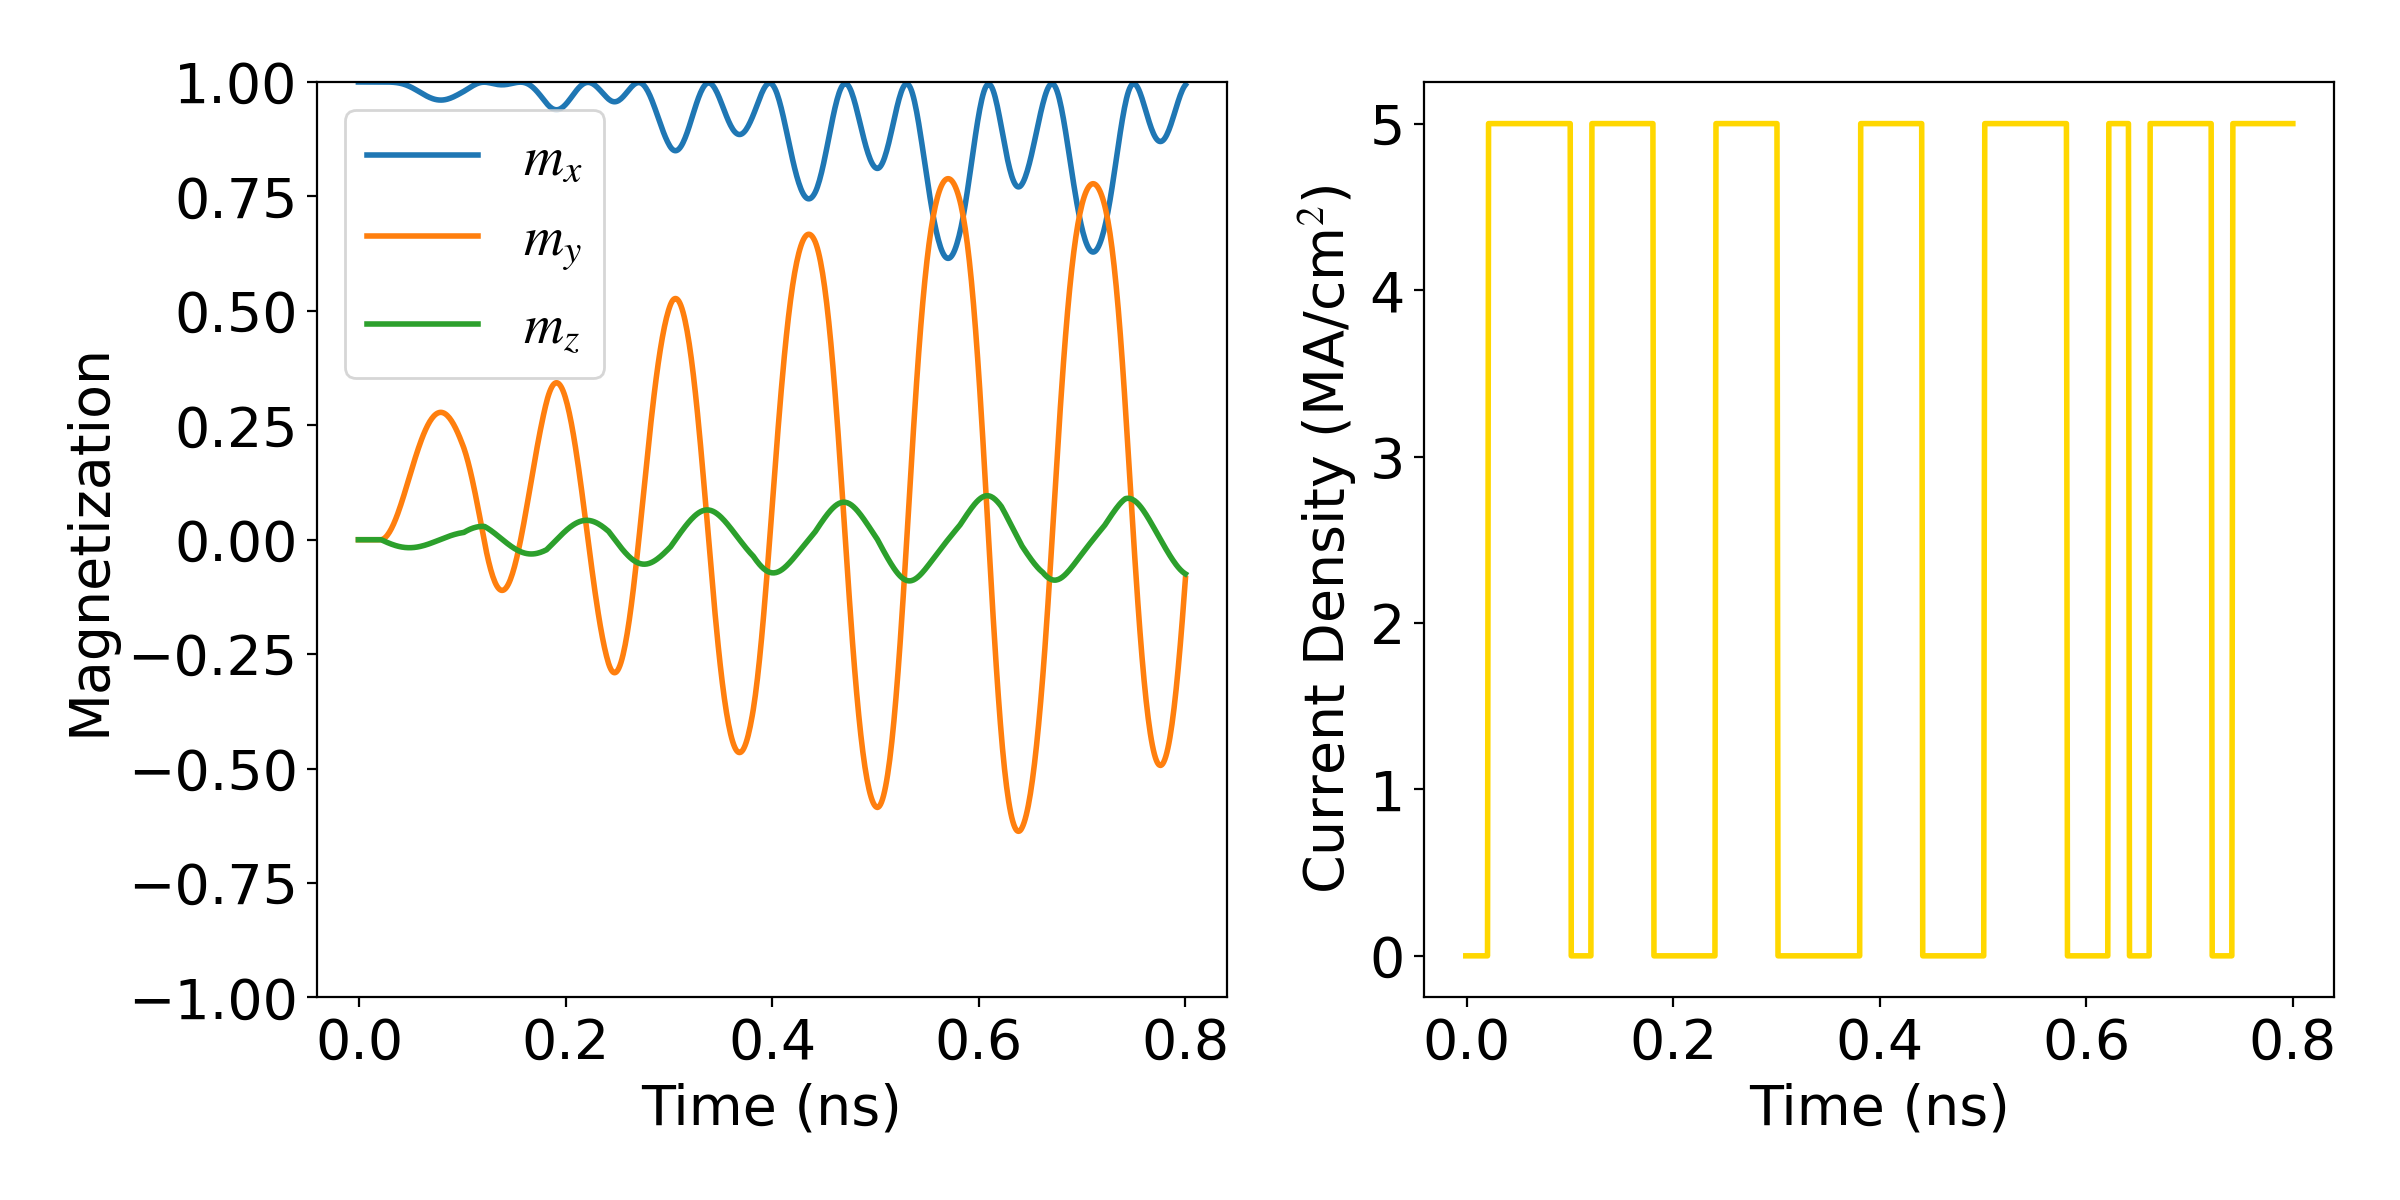 Magnetization
1.00
0.75
0.50
0.25
0.00
−0.25
−0.50
−0.75
−1.00
m_x
m_y
m_z
0.0 0.2 0.4 0.6 0.8
Time (ns)
Current Density (MA/cm²)
5
4
3
2
1
0
0.0 0.2 0.4 0.6 0.8
Time (ns)